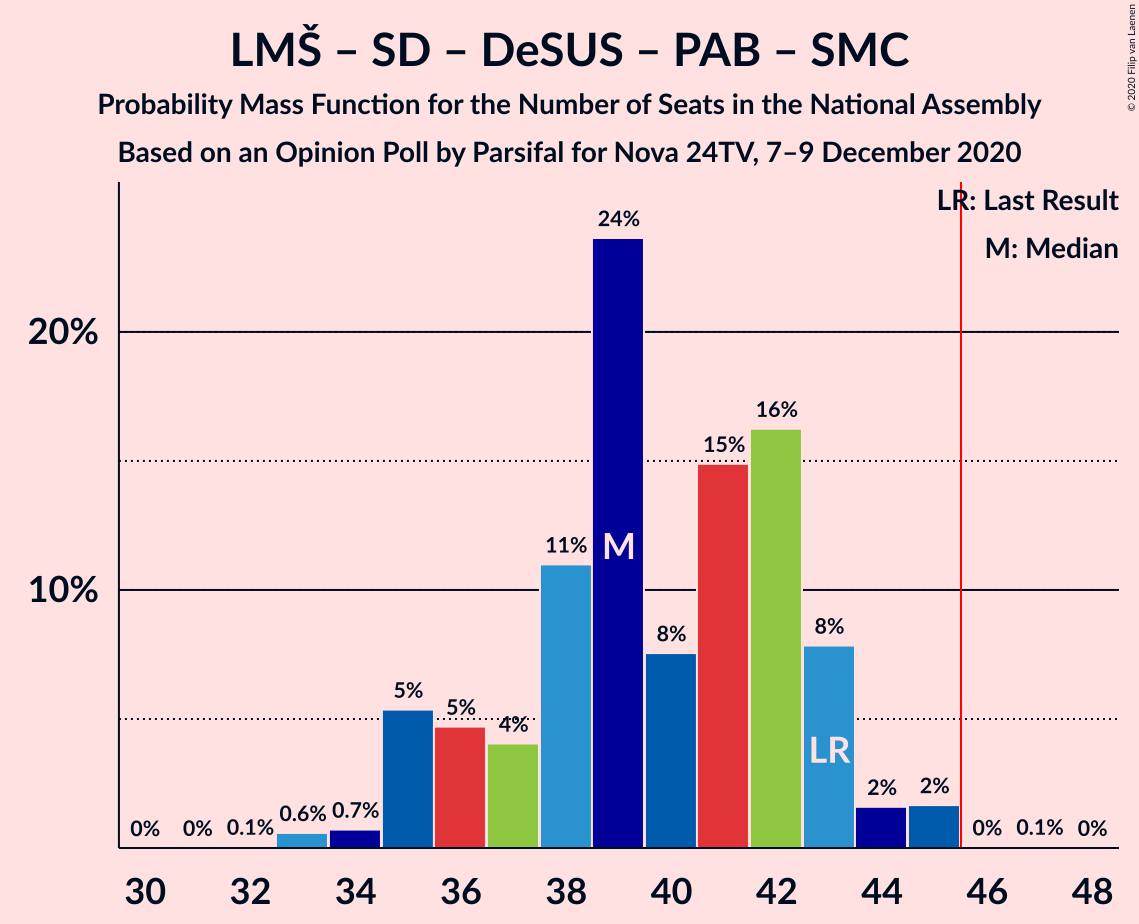 © 2020 Filip van Laenen
LMŠ – SD – DeSUS – PAB – SMC
Probability Mass Function for the Number of Seats in the National Assembly
Based on an Opinion Poll by Parsifal for Nova 24TV, 7–9 December 2020
LR: Last Result
M: Median
20%
10%
0% 0% 0.1% 0.6% 0.7% 5% 5% 4% 11% 24% 8% 15% 16% 8% 2% 2% 0% 0.1% 0%
M
LR
30 32 34 36 38 40 42 44 46 48